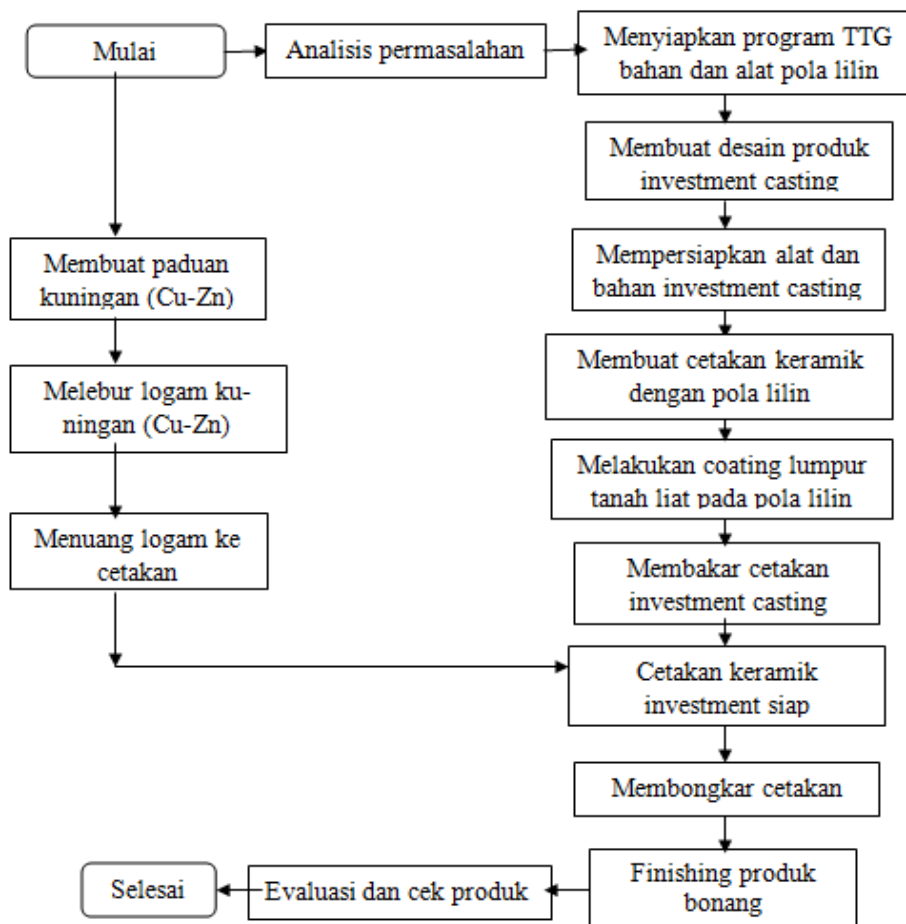 Mulai
Analisis permasalahan
Menyiapkan program TTG
bahan dan alat pola lilin
Membuat desain produk
investment casting
Mempersiapkan alat dan
bahan investment casting
Membuat cetakan keramik
dengan pola lilin
Melakukan coating lumpur
tanah liat pada pola lilin
Membakar cetakan
investment casting
Membuat paduan
kuningan (Cu-Zn)
Melebur logam ku-
ningan (Cu-Zn)
Menuang logam ke
cetakan
Cetakan keramik
investment siap
Membongkar cetakan
Finishing produk
bonang
Evaluasi dan cek produk
Selesai